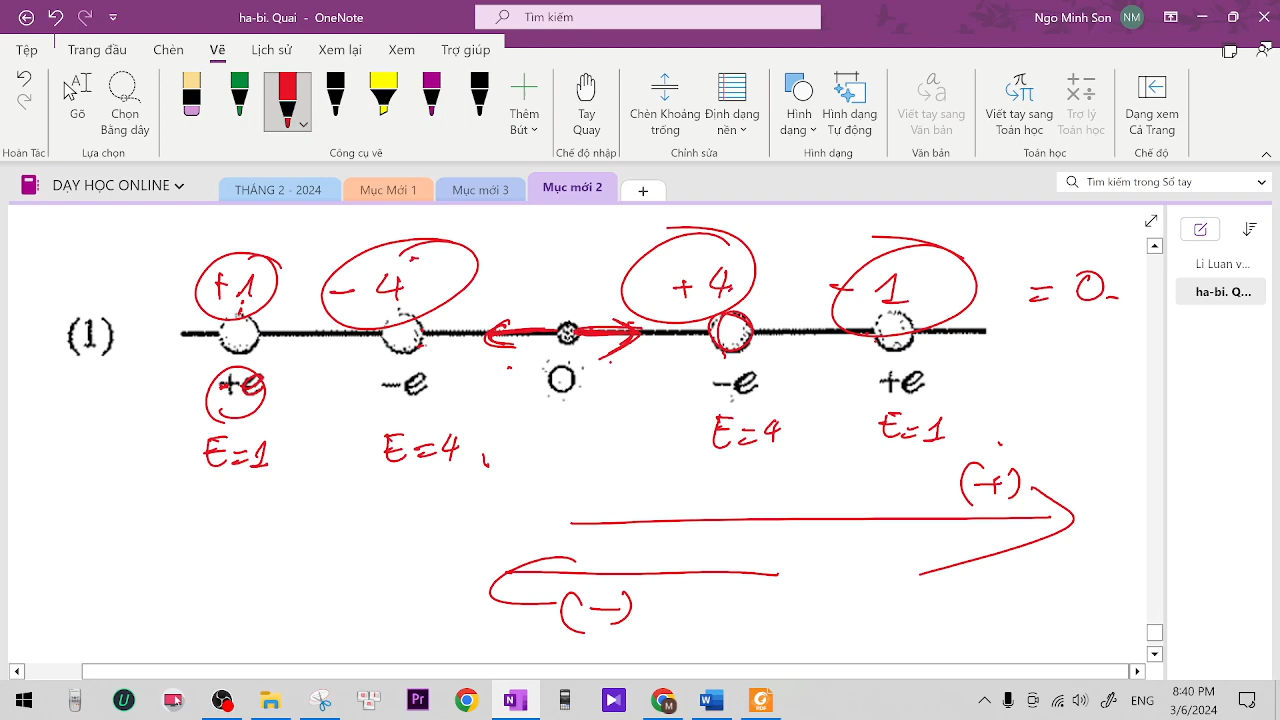 ha-bi. Quai - OneNote
Tìm kiếm
Ngo Minh Son
NM
Tệp
Trang đầu
Chèn
Vẽ
Lịch sử
Xem lại
Xem
Trợ giúp
Gõ
Chọn Bằng dây
Thêm Bút
Tay Quay
Chèn Khoảng trống
Định dạng nền
Hình dạng
Hình dạng Tự động
Viết tay sang Văn bản
Viết tay sang Toán học
Trợ lý Toán học
Dạng xem Cả Trang
Hoàn Tác
Lựa chọn
Công cụ vẽ
Chế độ nhập
Chỉnh sửa
Hình dạng
Văn bản
Toán học
Chế độ
DẠY HỌC ONLINE
THÁNG 2 - 2024
Mục Mới 1
Mục mới 3
Mục mới 2
Tìm kiếm trong Sổ tay
Li Luan v...
ha-bi. Q...
+1 -4 +4 -1 = 0
(1)
+e -e O -e +e
E=1 E=4 E=4 E=1
(+)
(-)
Pr
N
W
PDF
ENG
8:40 PM
3/6/2024